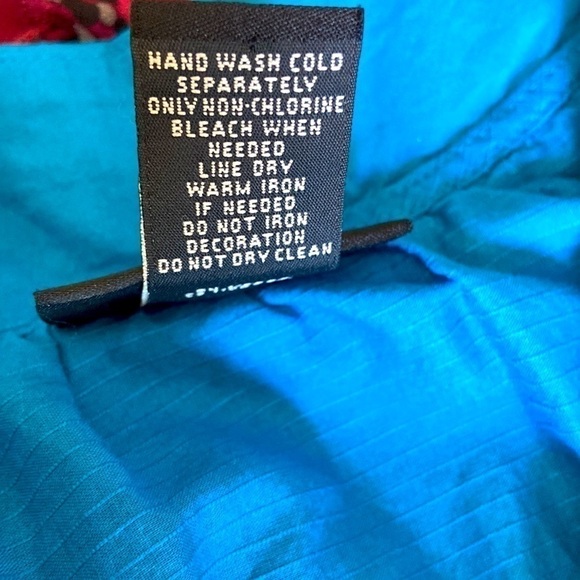 HAND WASH COLD
SEPARATELY
ONLY NON-CHLORINE
BLEACH WHEN
NEEDED
LINE DRY
WARM IRON
IF NEEDED
DO NOT IRON
DECORATION
DO NOT DRY CLEAN